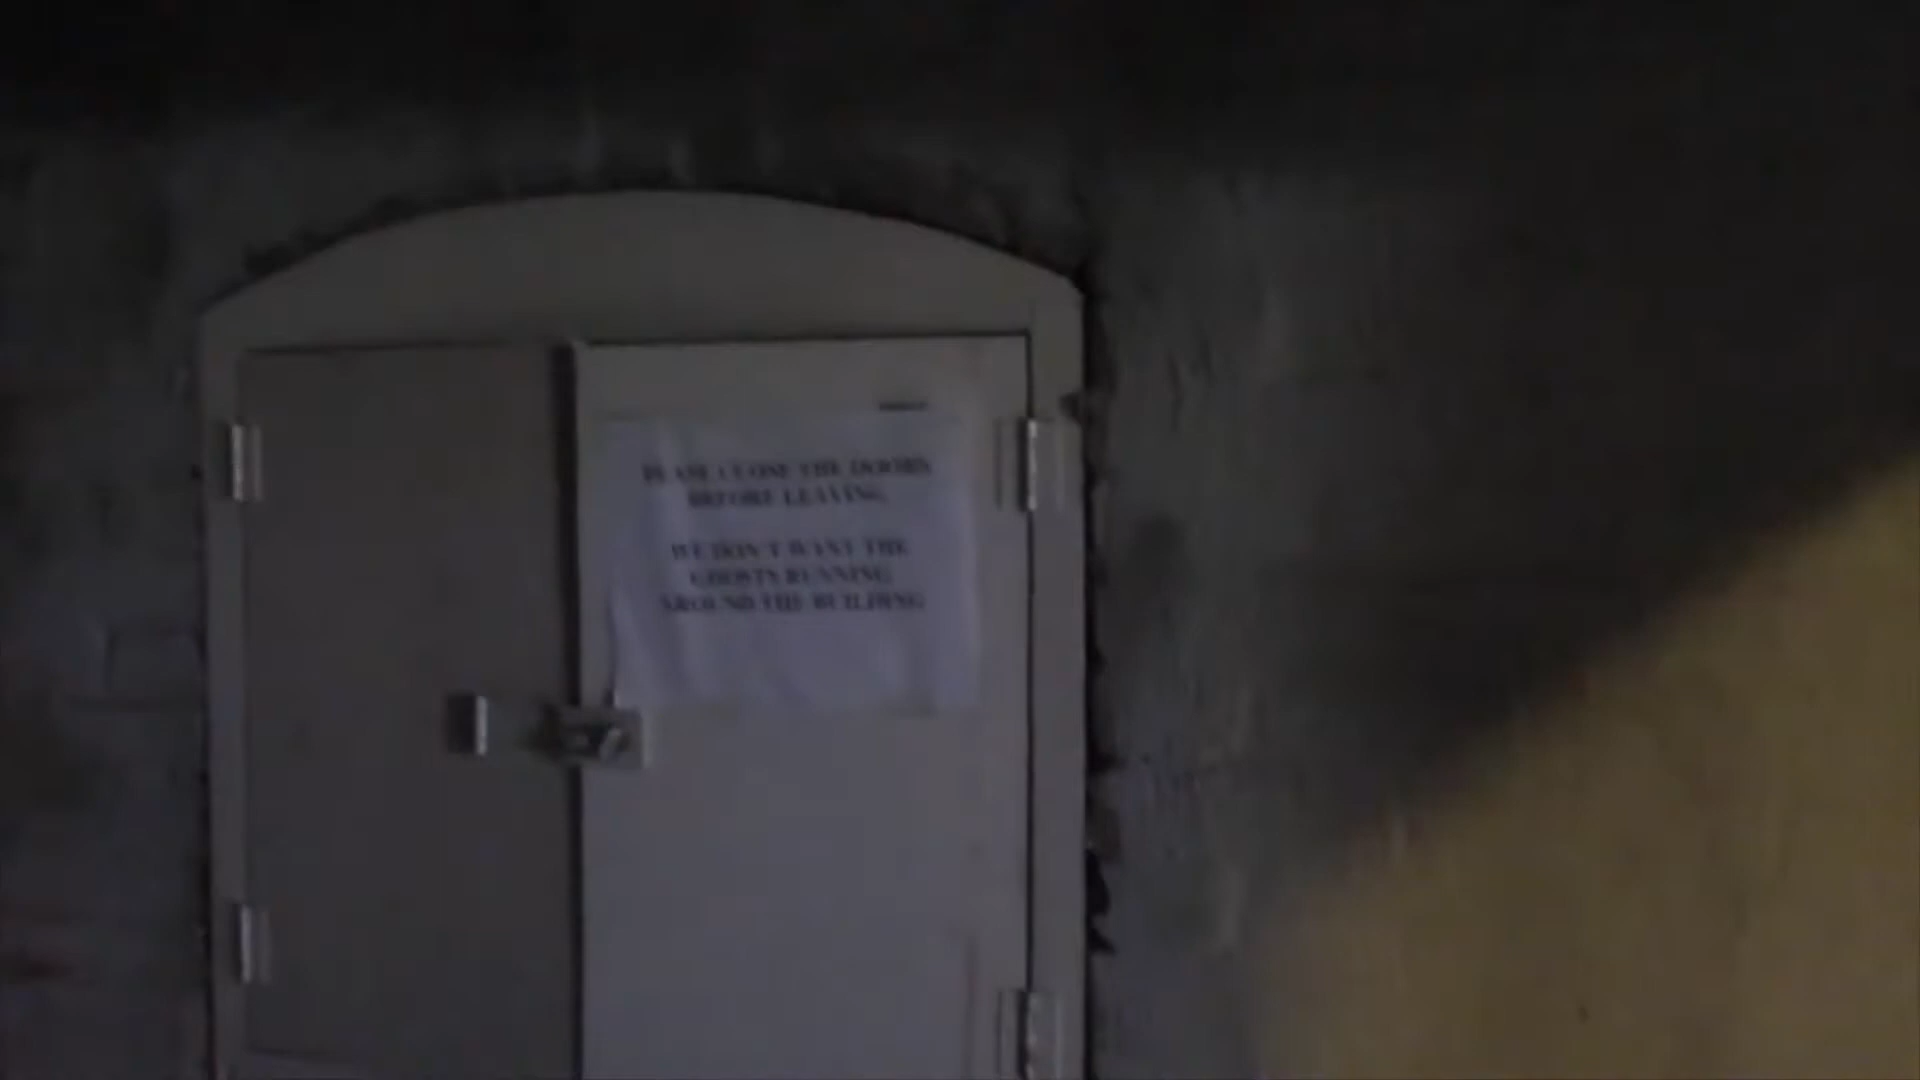 PLEASE CLOSE THE DOORS
BEFORE LEAVING
WE DON'T WANT THE
GHOSTS RUNNING
AROUND THE BUILDING